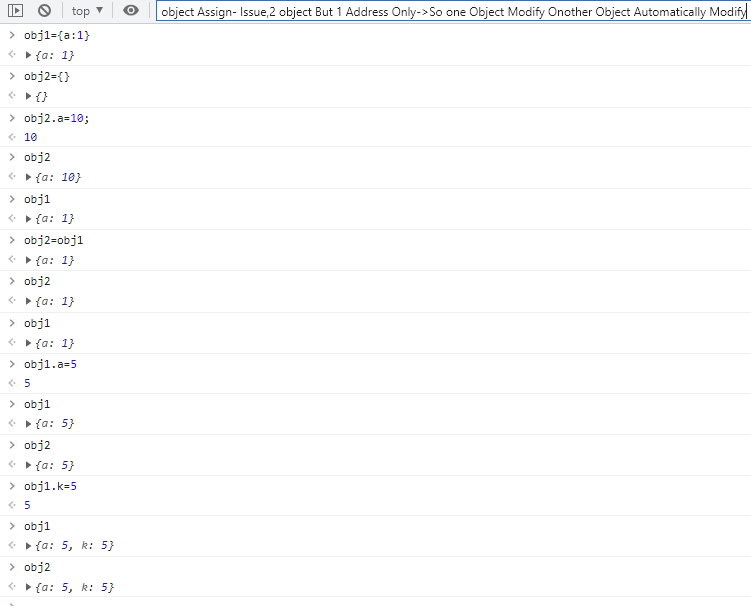 top ▼ object Assign- Issue,2 object But 1 Address Only->So one Object Modify Onother Object Automatically Modify
> obj1={a:1}
<· ▶ {a: 1}
> obj2={}
<· ▶ {}
> obj2.a=10;
<· 10
> obj2
<· ▶ {a: 10}
> obj1
<· ▶ {a: 1}
> obj2=obj1
<· ▶ {a: 1}
> obj2
<· ▶ {a: 1}
> obj1
<· ▶ {a: 1}
> obj1.a=5
<· 5
> obj1
<· ▶ {a: 5}
> obj2
<· ▶ {a: 5}
> obj1.k=5
<· 5
> obj1
<· ▶ {a: 5, k: 5}
> obj2
<· ▶ {a: 5, k: 5}